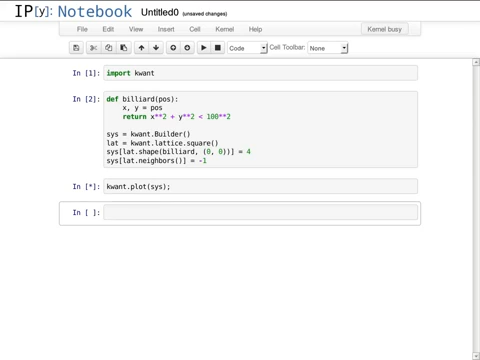 IP[y]: Notebook Untitled0 (unsaved changes)
File Edit View Insert Cell Kernel Help Kernel busy
Code Cell Toolbar: None
In [1]: import kwant
In [2]: def billiard(pos):
    x, y = pos
    return x**2 + y**2 < 100**2
sys = kwant.Builder()
lat = kwant.lattice.square()
sys[lat.shape(billiard, (0, 0))] = 4
sys[lat.neighbors()] = -1
In [*]: kwant.plot(sys);
In [ ]: